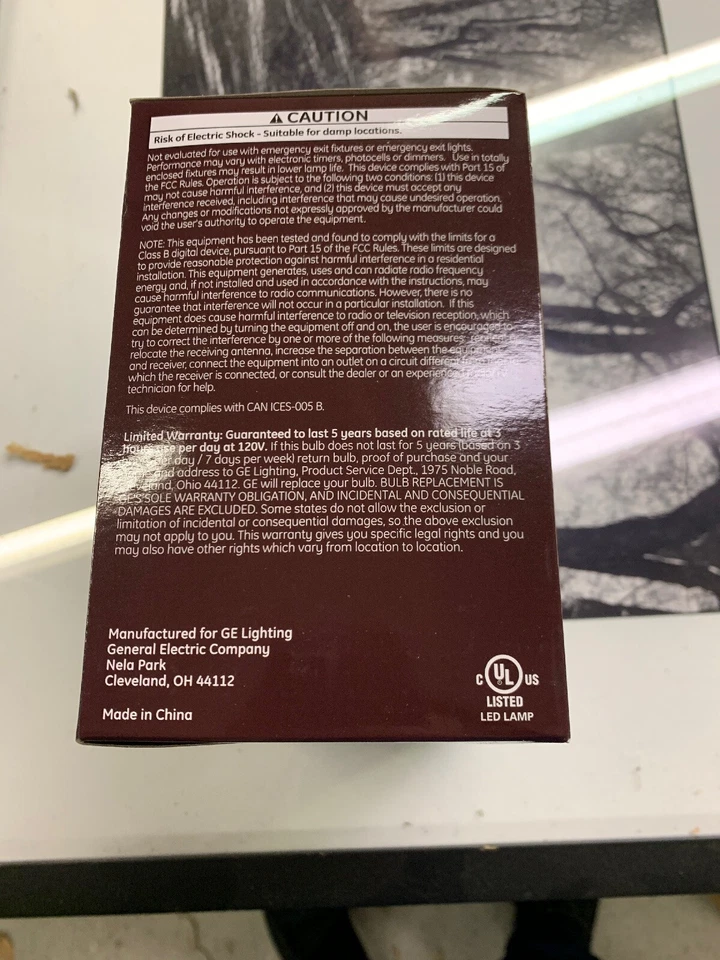 ⚠ CAUTION
Risk of Electric Shock - Suitable for damp locations.
Not evaluated for use with emergency exit fixtures or emergency exit lights.
Performance may vary with electronic timers, photocells or dimmers. Use in totally
enclosed fixtures may result in lower lamp life. This device complies with Part 15 of
the FCC Rules. Operation is subject to the following two conditions: (1) this device
may not cause harmful interference, and (2) this device must accept any
interference received, including interference that may cause undesired operation.
Any changes or modifications not expressly approved by the manufacturer could
void the user's authority to operate the equipment.
NOTE: This equipment has been tested and found to comply with the limits for a
Class B digital device, pursuant to Part 15 of the FCC Rules. These limits are designed
to provide reasonable protection against harmful interference in a residential
installation. This equipment generates, uses and can radiate radio frequency
energy and, if not installed and used in accordance with the instructions, may
cause harmful interference to radio communications. However, there is no
guarantee that interference will not occur in a particular installation. If this
equipment does cause harmful interference to radio or television reception, which
can be determined by turning the equipment off and on, the user is encouraged to
try to correct the interference by one or more of the following measures:
relocate the receiving antenna, increase the separation between the
and receiver, connect the equipment into an outlet on a circuit different
which the receiver is connected, or consult the dealer or an
technician for help.
This device complies with CAN ICES-005 B.
Limited Warranty: Guaranteed to last 5 years based on rated life at 3
hours use per day at 120V. If this bulb does not last for 5 years (based on 3
day / 7 days per week) return bulb, proof of purchase and your
and address to GE Lighting, Product Service Dept., 1975 Noble Road,
Ohio 44112. GE will replace your bulb. BULB REPLACEMENT IS
GE'S SOLE WARRANTY OBLIGATION, AND INCIDENTAL AND CONSEQUENTIAL
DAMAGES ARE EXCLUDED. Some states do not allow the exclusion or
limitation of incidental or consequential damages, so the above exclusion
may not apply to you. This warranty gives you specific legal rights and you
may also have other rights which vary from location to location.
Manufactured for GE Lighting
General Electric Company
Nela Park
Cleveland, OH 44112
Made in China
C UL US
LISTED
LED LAMP